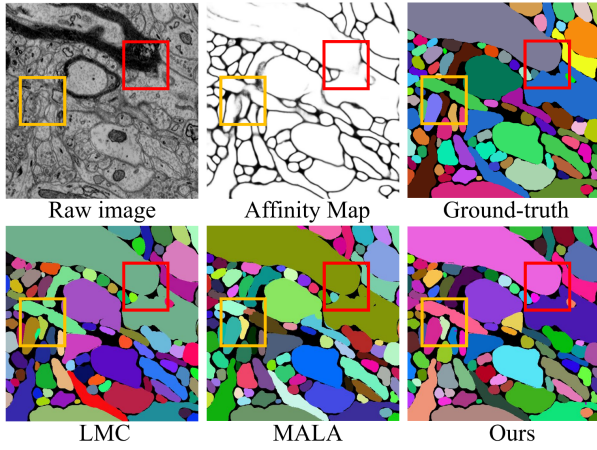 Raw image
Affinity Map
Ground-truth
LMC
MALA
Ours